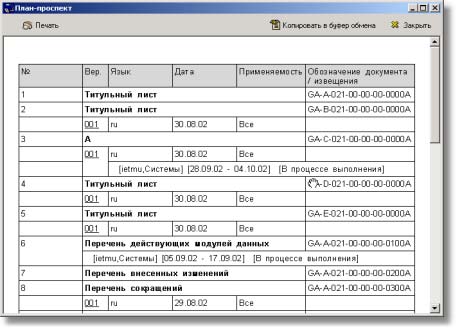 План-проспект
Печать Копировать в буфер обмена Закрыть
№ Вер. Язык Дата Применяемость Обозначение документа
/ извещения
1 Титульный лист GA-A-021-00-00-00-0000A
2 Титульный лист GA-B-021-00-00-00-0000A
001 ru 30.08.02 Все
3 А GA-C-021-00-00-00-0000A
001 ru 30.08.02 Все
[ietmu,Системы] [28.09.02 - 04.10.02] [В процессе выполнения]
4 Титульный лист GA-D-021-00-00-00-0000A
001 ru 30.08.02 Все
5 Титульный лист GA-E-021-00-00-00-0000A
001 ru 30.08.02 Все
6 Перечень действующих модулей данных GA-A-021-00-00-00-0100A
[ietmu,Системы] [05.09.02 - 17.09.02] [В процессе выполнения]
7 Перечень внесенных изменений GA-A-021-00-00-00-0200A
8 Перечень сокращений GA-A-021-00-00-00-0300A
001 ru 29.08.02 Все